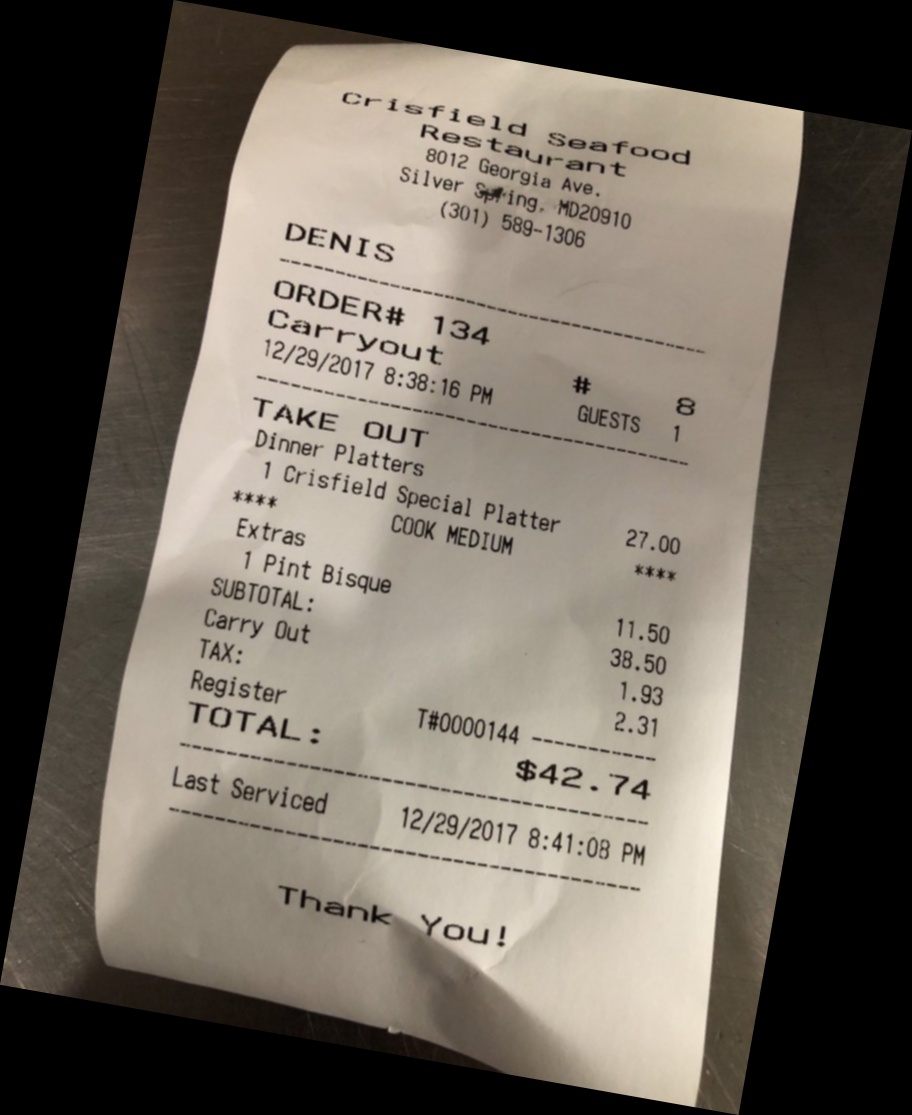 Crisfield Seafood
Restaurant
8012 Georgia Ave.
Silver Spring, MD20910
(301) 589-1306
DENIS
ORDER# 134
Carryout # 8
12/29/2017 8:38:16 PM GUESTS 1
TAKE OUT
Dinner Platters
1 Crisfield Special Platter 27.00
**** COOK MEDIUM ****
Extras
1 Pint Bisque 11.50
SUBTOTAL: 38.50
Carry Out 1.93
TAX: 2.31
Register T#0000144 -----------
TOTAL: $42.74
Last Serviced 12/29/2017 8:41:08 PM
Thank You!